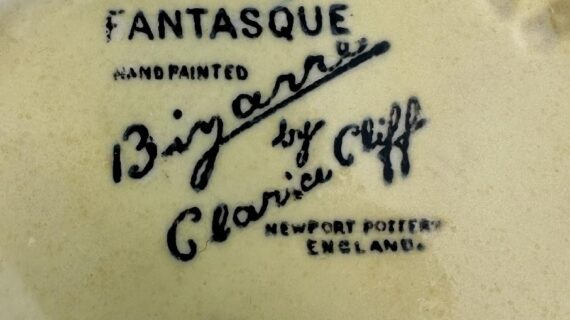 FANTASQUE
HAND PAINTED
Bizarre
by
Clarice Cliff
NEWPORT POTTERY
ENGLAND.